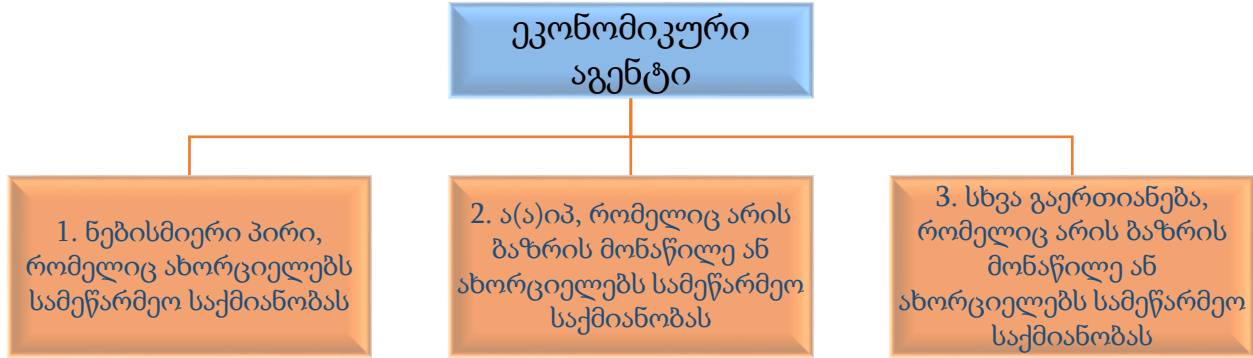 ეკონომიკური
აგენტი
1. ნებისმიერი პირი,
რომელიც ახორციელებს
სამეწარმეო საქმიანობას
2. ა(ა)იპ, რომელიც არის
ბაზრის მონაწილე ან
ახორციელებს სამეწარმეო
საქმიანობას
3. სხვა გაერთიანება,
რომელიც არის ბაზრის
მონაწილე ან
ახორციელებს სამეწარმეო
საქმიანობას